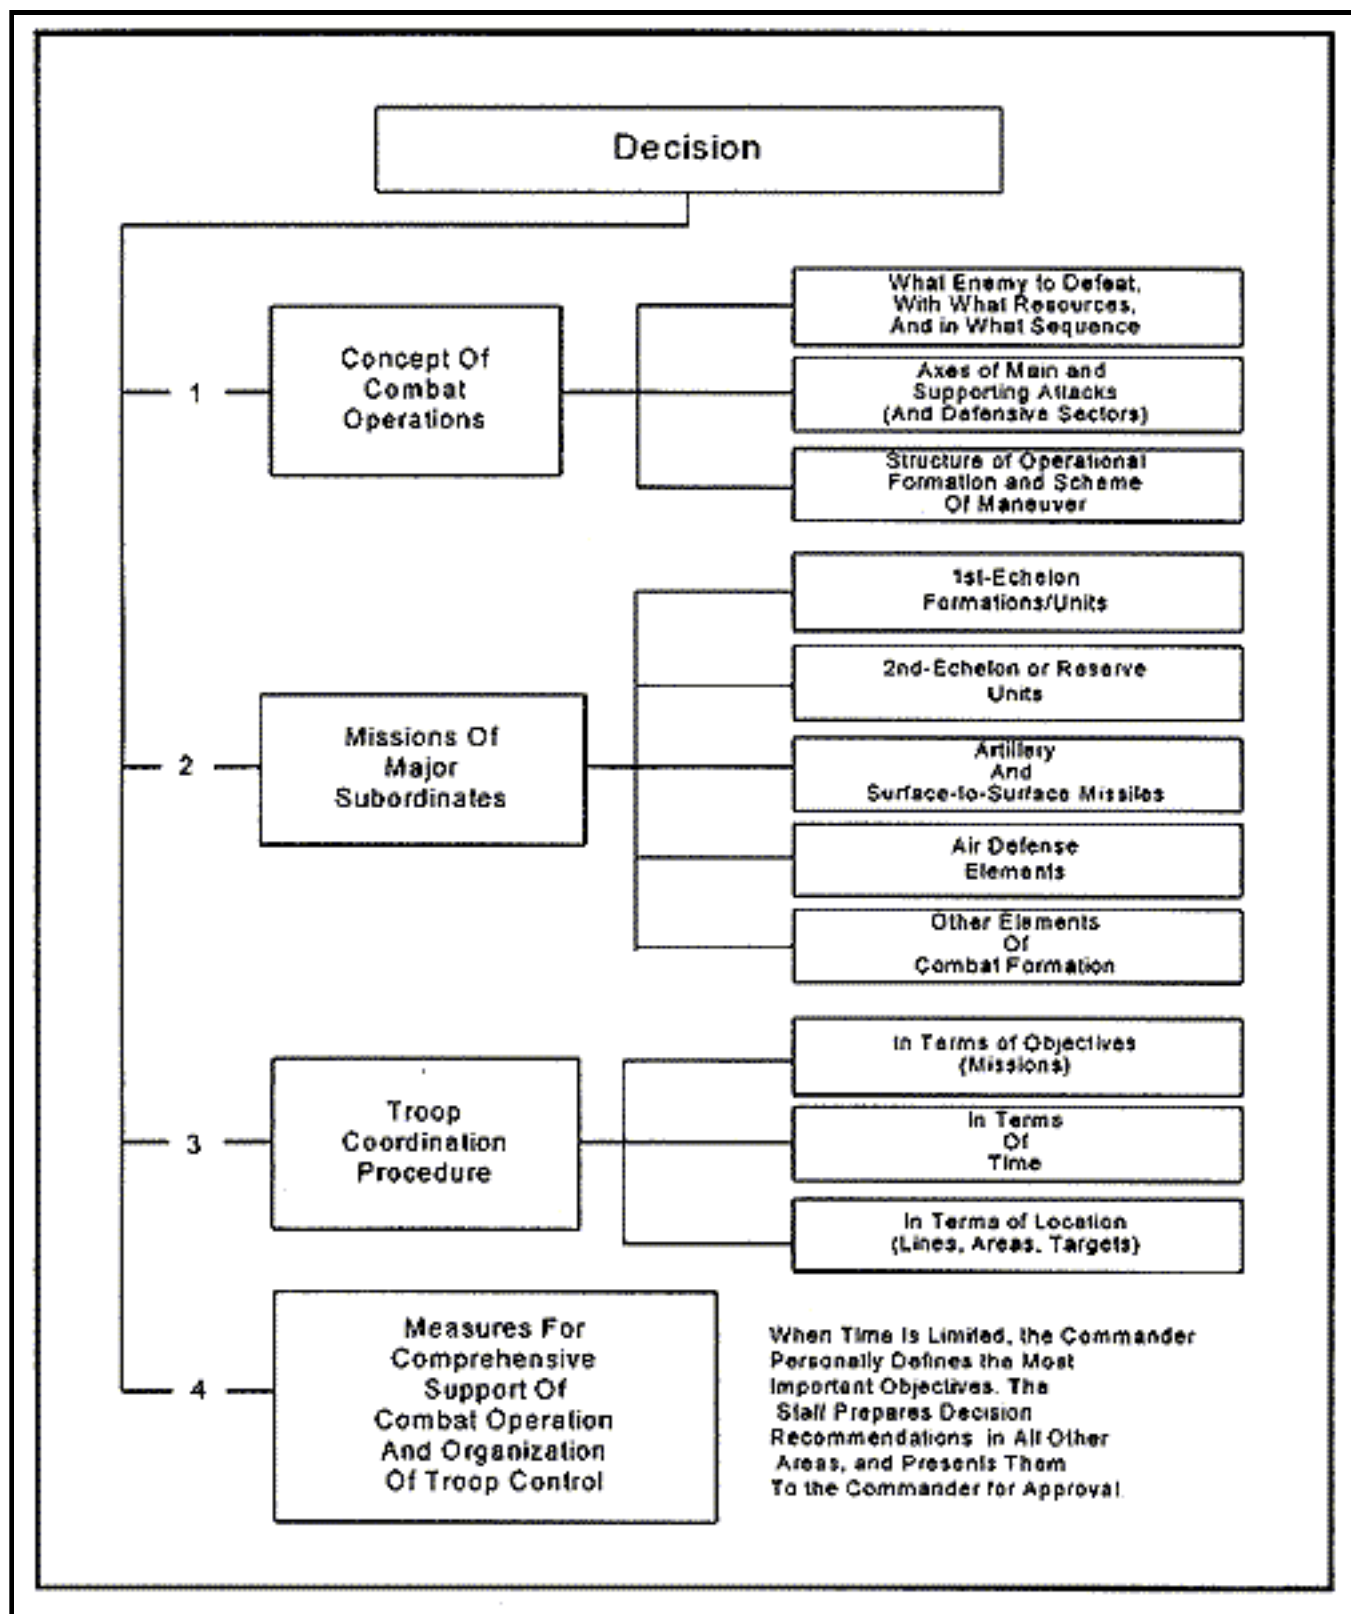 Decision
1
Concept Of
Combat
Operations
What Enemy to Defeat,
With What Resources,
And in What Sequence
Axes of Main and
Supporting Attacks
(And Defensive Sectors)
Structure of Operational
Formation and Scheme
Of Maneuver
2
Missions Of
Major
Subordinates
1st-Echelon
Formations/Units
2nd-Echelon or Reserve
Units
Artillery
And
Surface-to-Surface Missiles
Air Defense
Elements
Other Elements
Of
Combat Formation
3
Troop
Coordination
Procedure
In Terms of Objectives
(Missions)
In Terms
Of
Time
In Terms of Location
(Lines, Areas, Targets)
4
Measures For
Comprehensive
Support Of
Combat Operation
And Organization
Of Troop Control
When Time Is Limited, the Commander
Personally Defines the Most
Important Objectives. The
Staff Prepares Decision
Recommendations in All Other
Areas, and Presents Them
To the Commander for Approval.